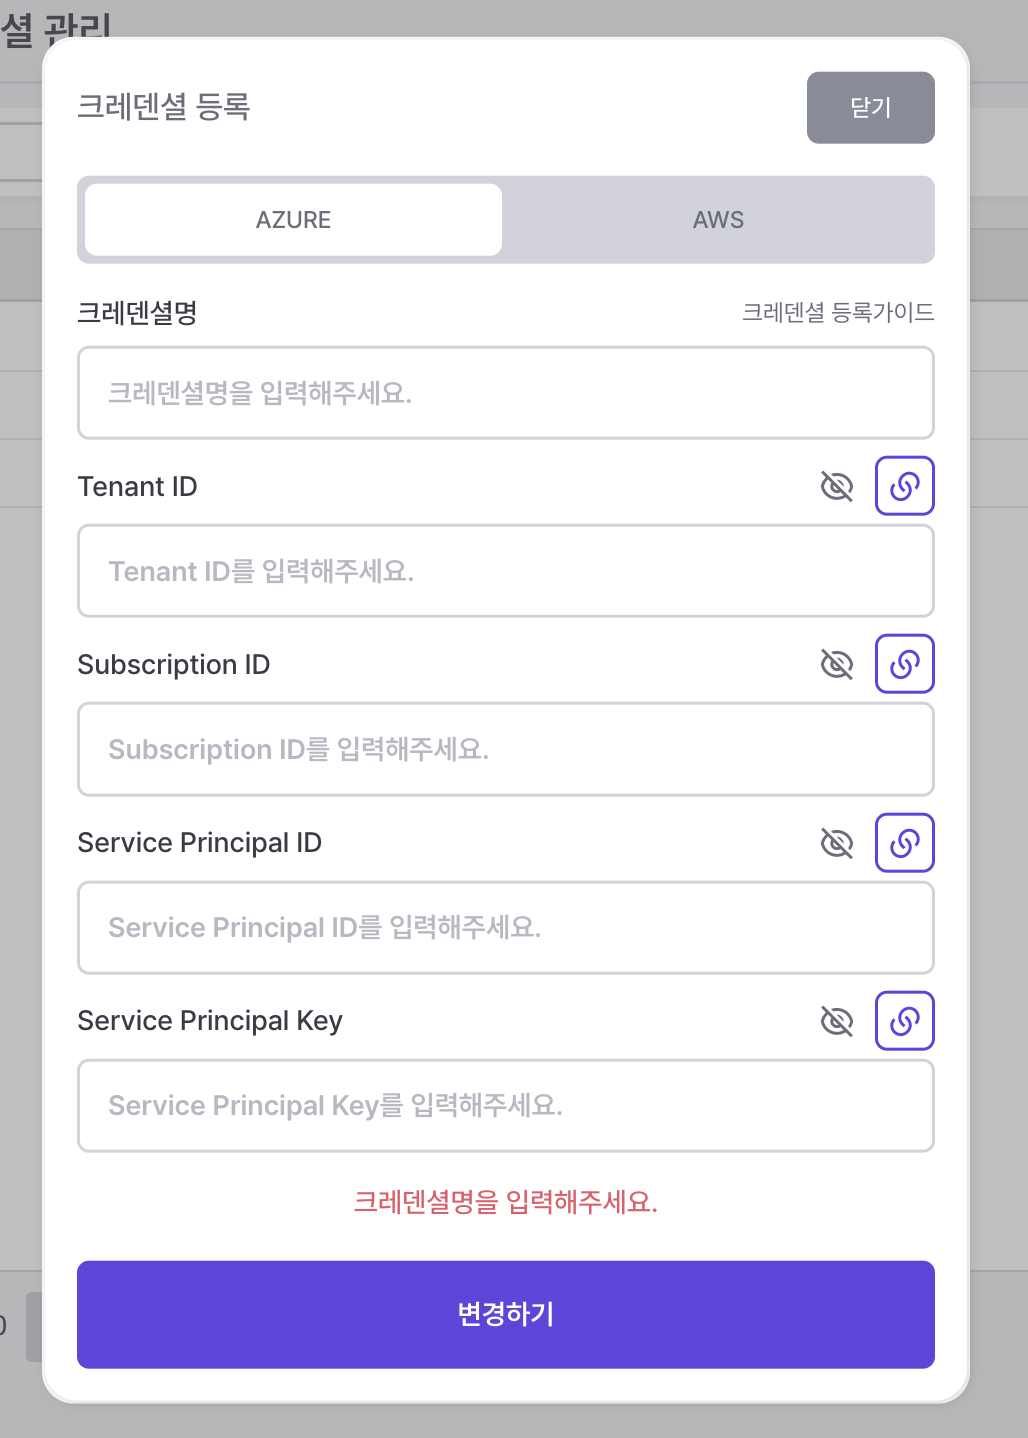 셜 관리
크레덴셜 등록
닫기
AZURE
AWS
크레덴셜명
크레덴셜 등록가이드
크레덴셜명을 입력해주세요.
Tenant ID
Tenant ID를 입력해주세요.
Subscription ID
Subscription ID를 입력해주세요.
Service Principal ID
Service Principal ID를 입력해주세요.
Service Principal Key
Service Principal Key를 입력해주세요.
크레덴셜명을 입력해주세요.
변경하기